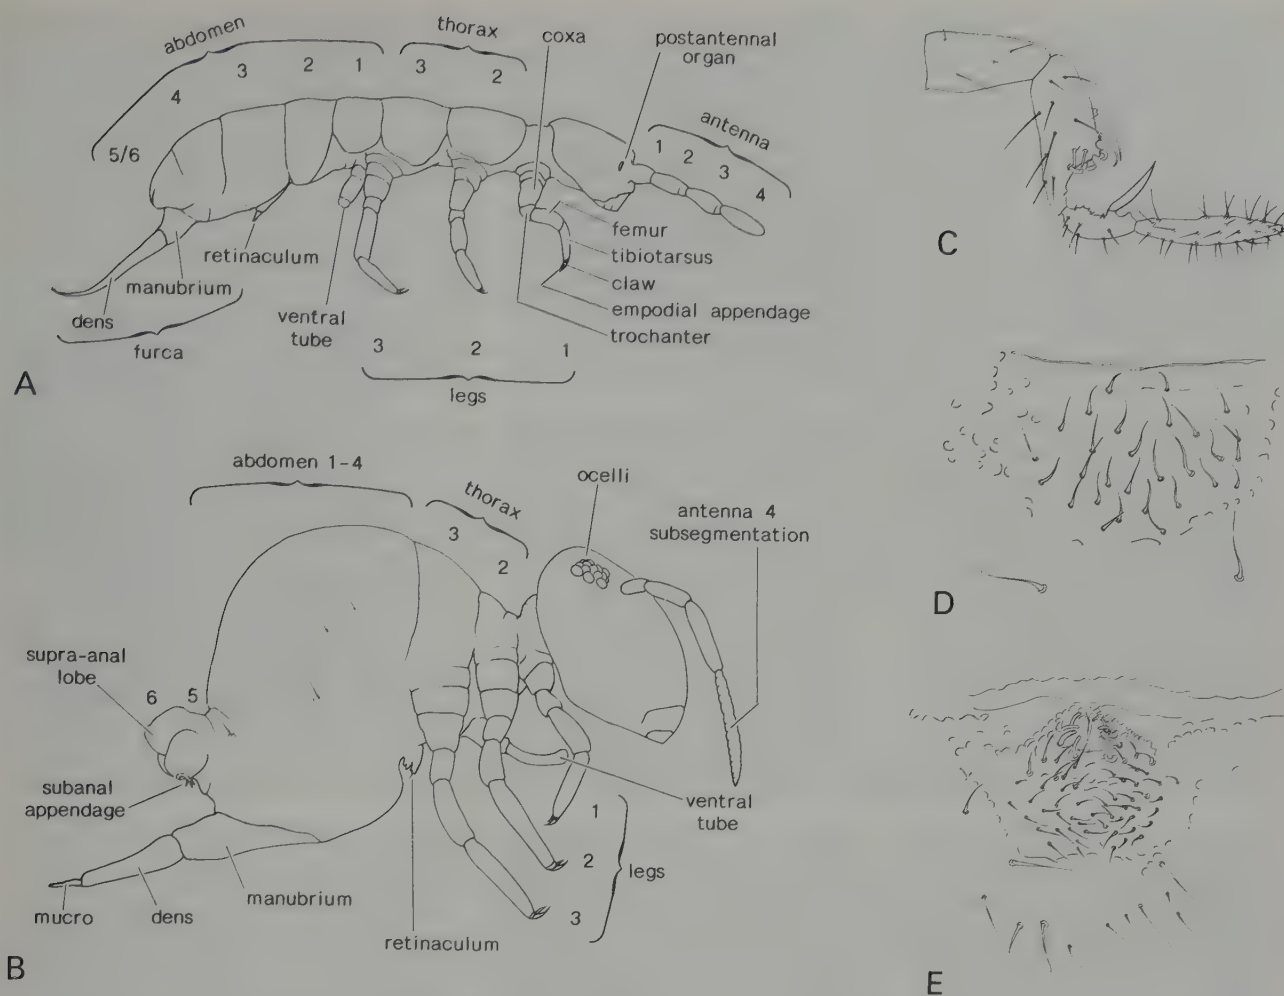 abdomen
thorax
coxa
postantennal
organ
antenna
3
2
1
3
2
4
5/6
1
2
3
4
femur
tibiotarsus
claw
empodial appendage
trochanter
retinaculum
manubrium
dens
furca
ventral
tube
3
2
1
legs
A
C
abdomen 1-4
thorax
3
2
ocelli
antenna 4
subsegmentation
supra-anal
lobe
6
5
subanal
appendage
mucro
dens
manubrium
retinaculum
1
2
3
legs
ventral
tube
B
D
E